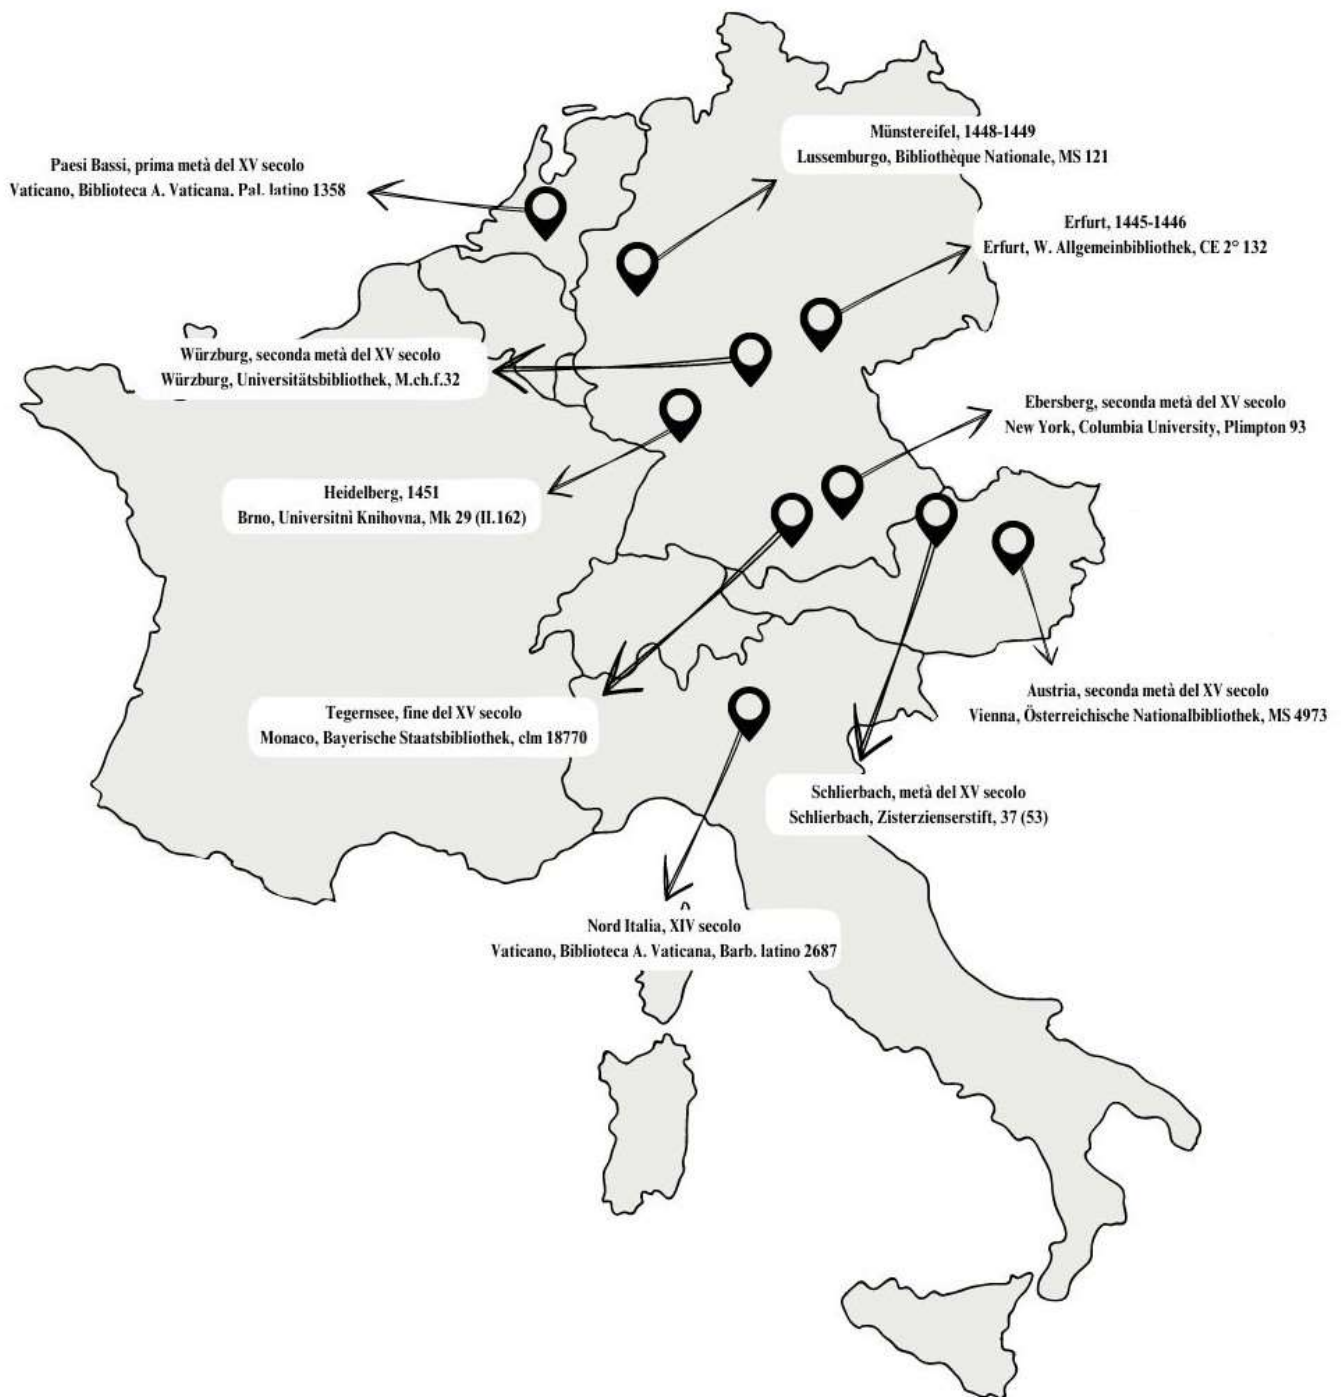 Münstereifel, 1448-1449
Lussemburgo, Bibliothèque Nationale, MS 121
Paesi Bassi, prima metà del XV secolo
Vaticano, Biblioteca A. Vaticana. Pal. latino 1358
Erfurt, 1445-1446
Erfurt, W. Allgemeinbibliothek, CE 2° 132
Würzburg, seconda metà del XV secolo
Würzburg, Universitätsbibliothek, M.ch.f.32
Ebersberg, seconda metà del XV secolo
New York, Columbia University, Plimpton 93
Heidelberg, 1451
Brno, Universitnì Knihovna, Mk 29 (II.162)
Austria, seconda metà del XV secolo
Vienna, Österreichische Nationalbibliothek, MS 4973
Tegernsee, fine del XV secolo
Monaco, Bayerische Staatsbibliothek, clm 18770
Schlierbach, metà del XV secolo
Schlierbach, Zisterzienserstift, 37 (53)
Nord Italia, XIV secolo
Vaticano, Biblioteca A. Vaticana, Barb. latino 2687